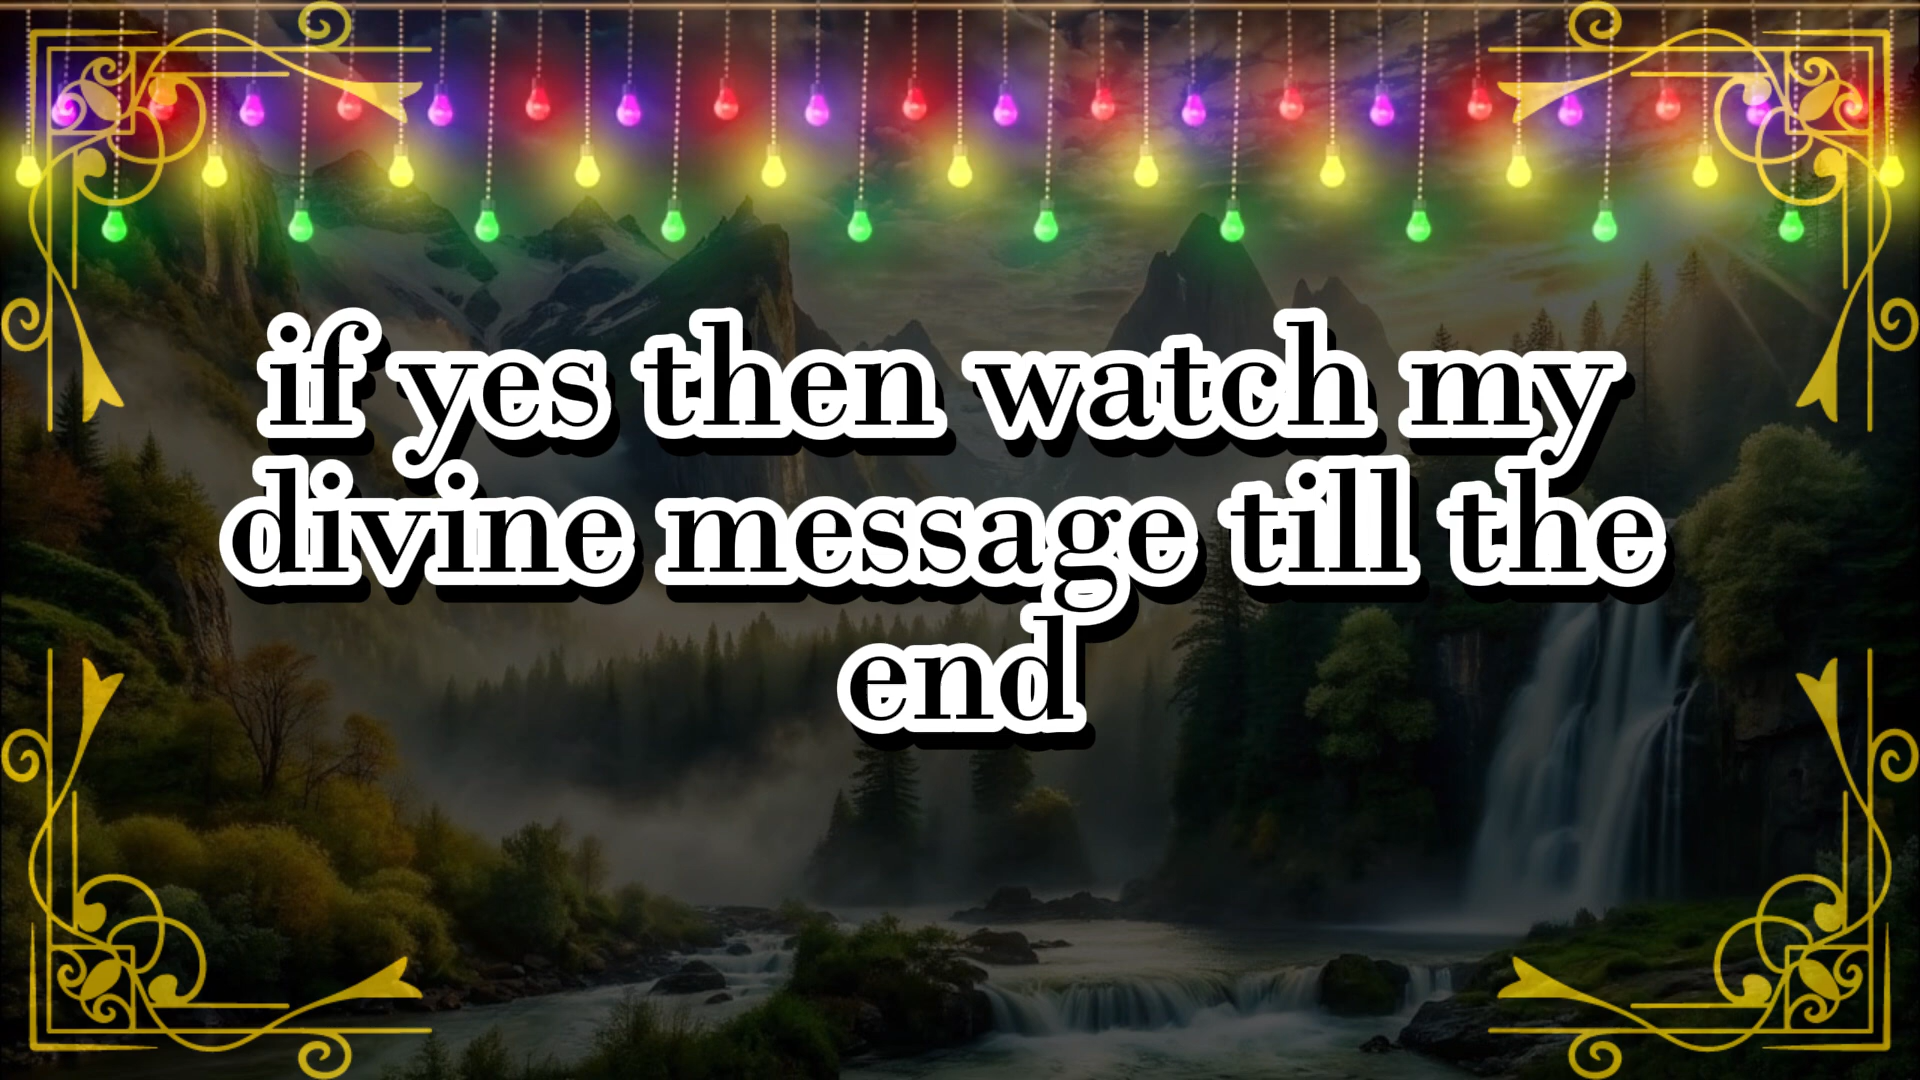 if yes then watch my
divine message till the
end